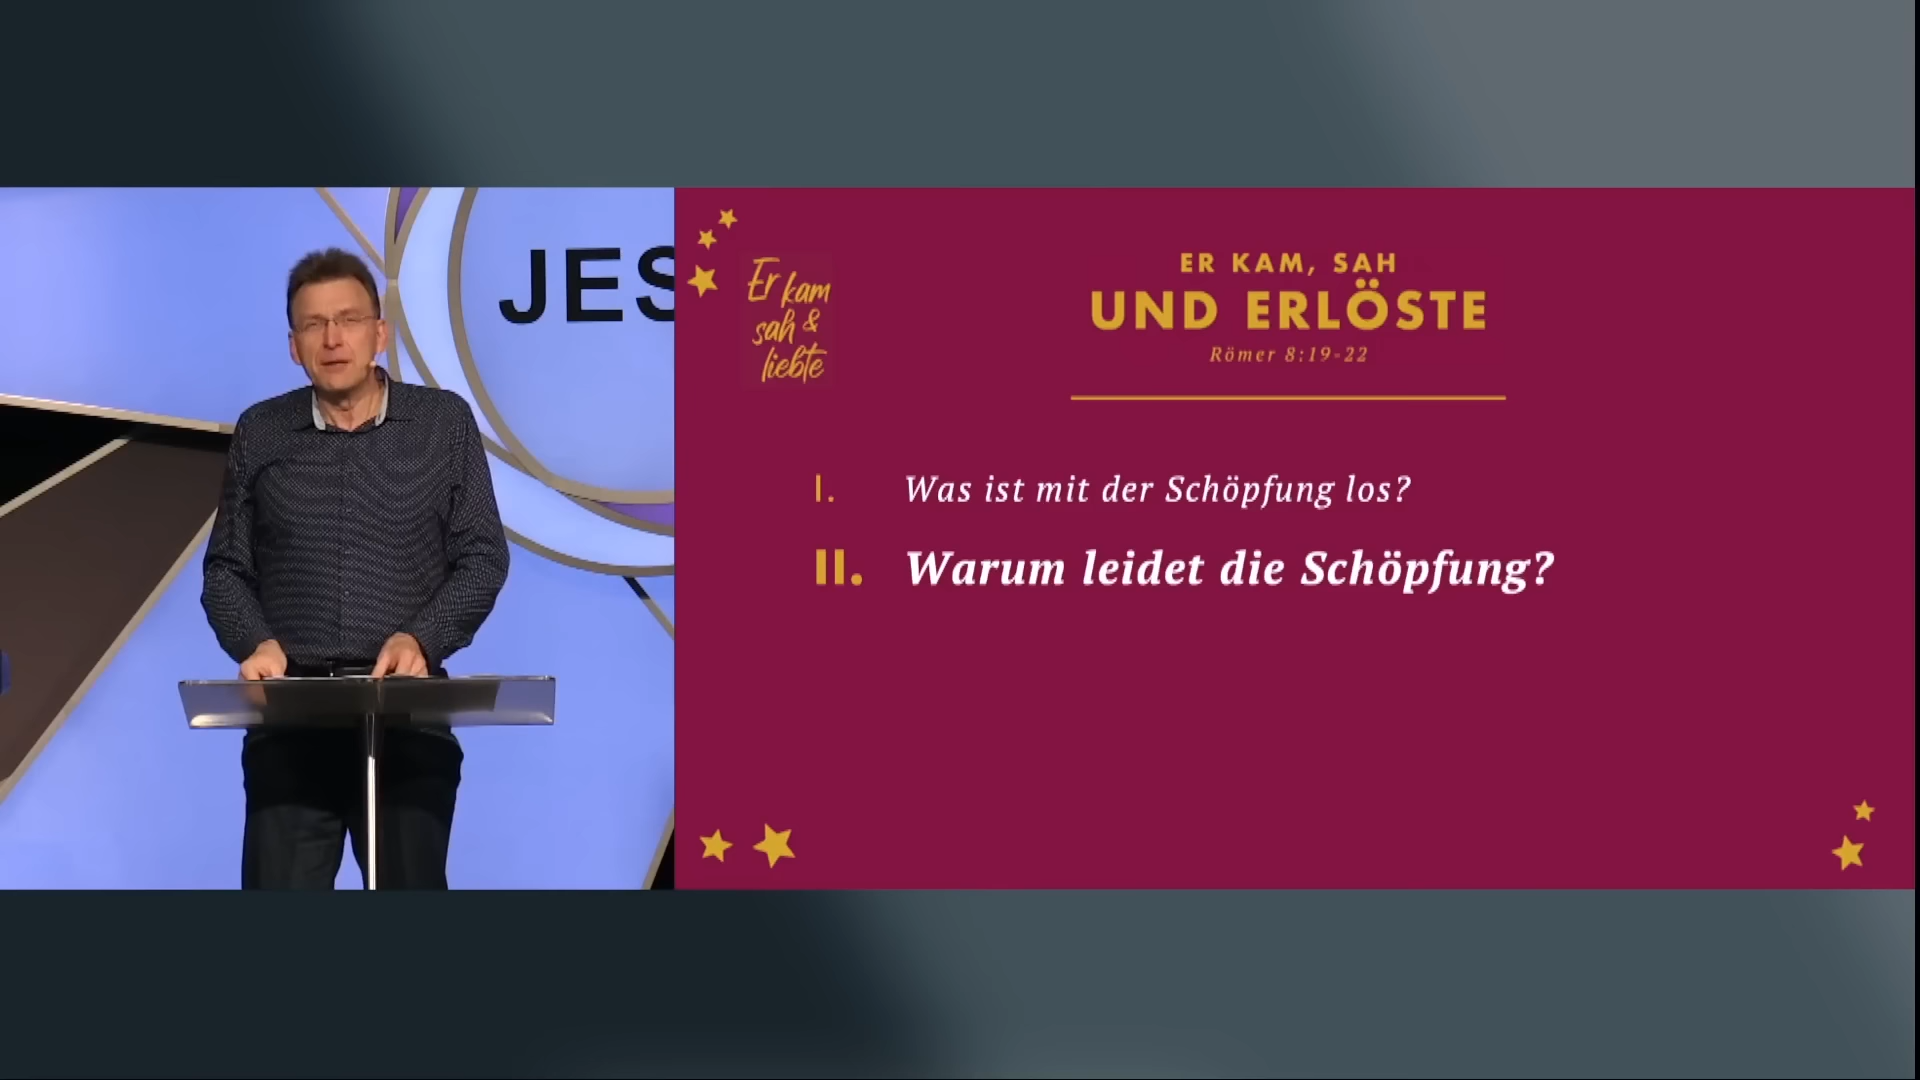 JES
Er kam
sah &
liebte
ER KAM, SAH
UND ERLÖSTE
Römer 8:19-22
I. Was ist mit der Schöpfung los?
II. Warum leidet die Schöpfung?